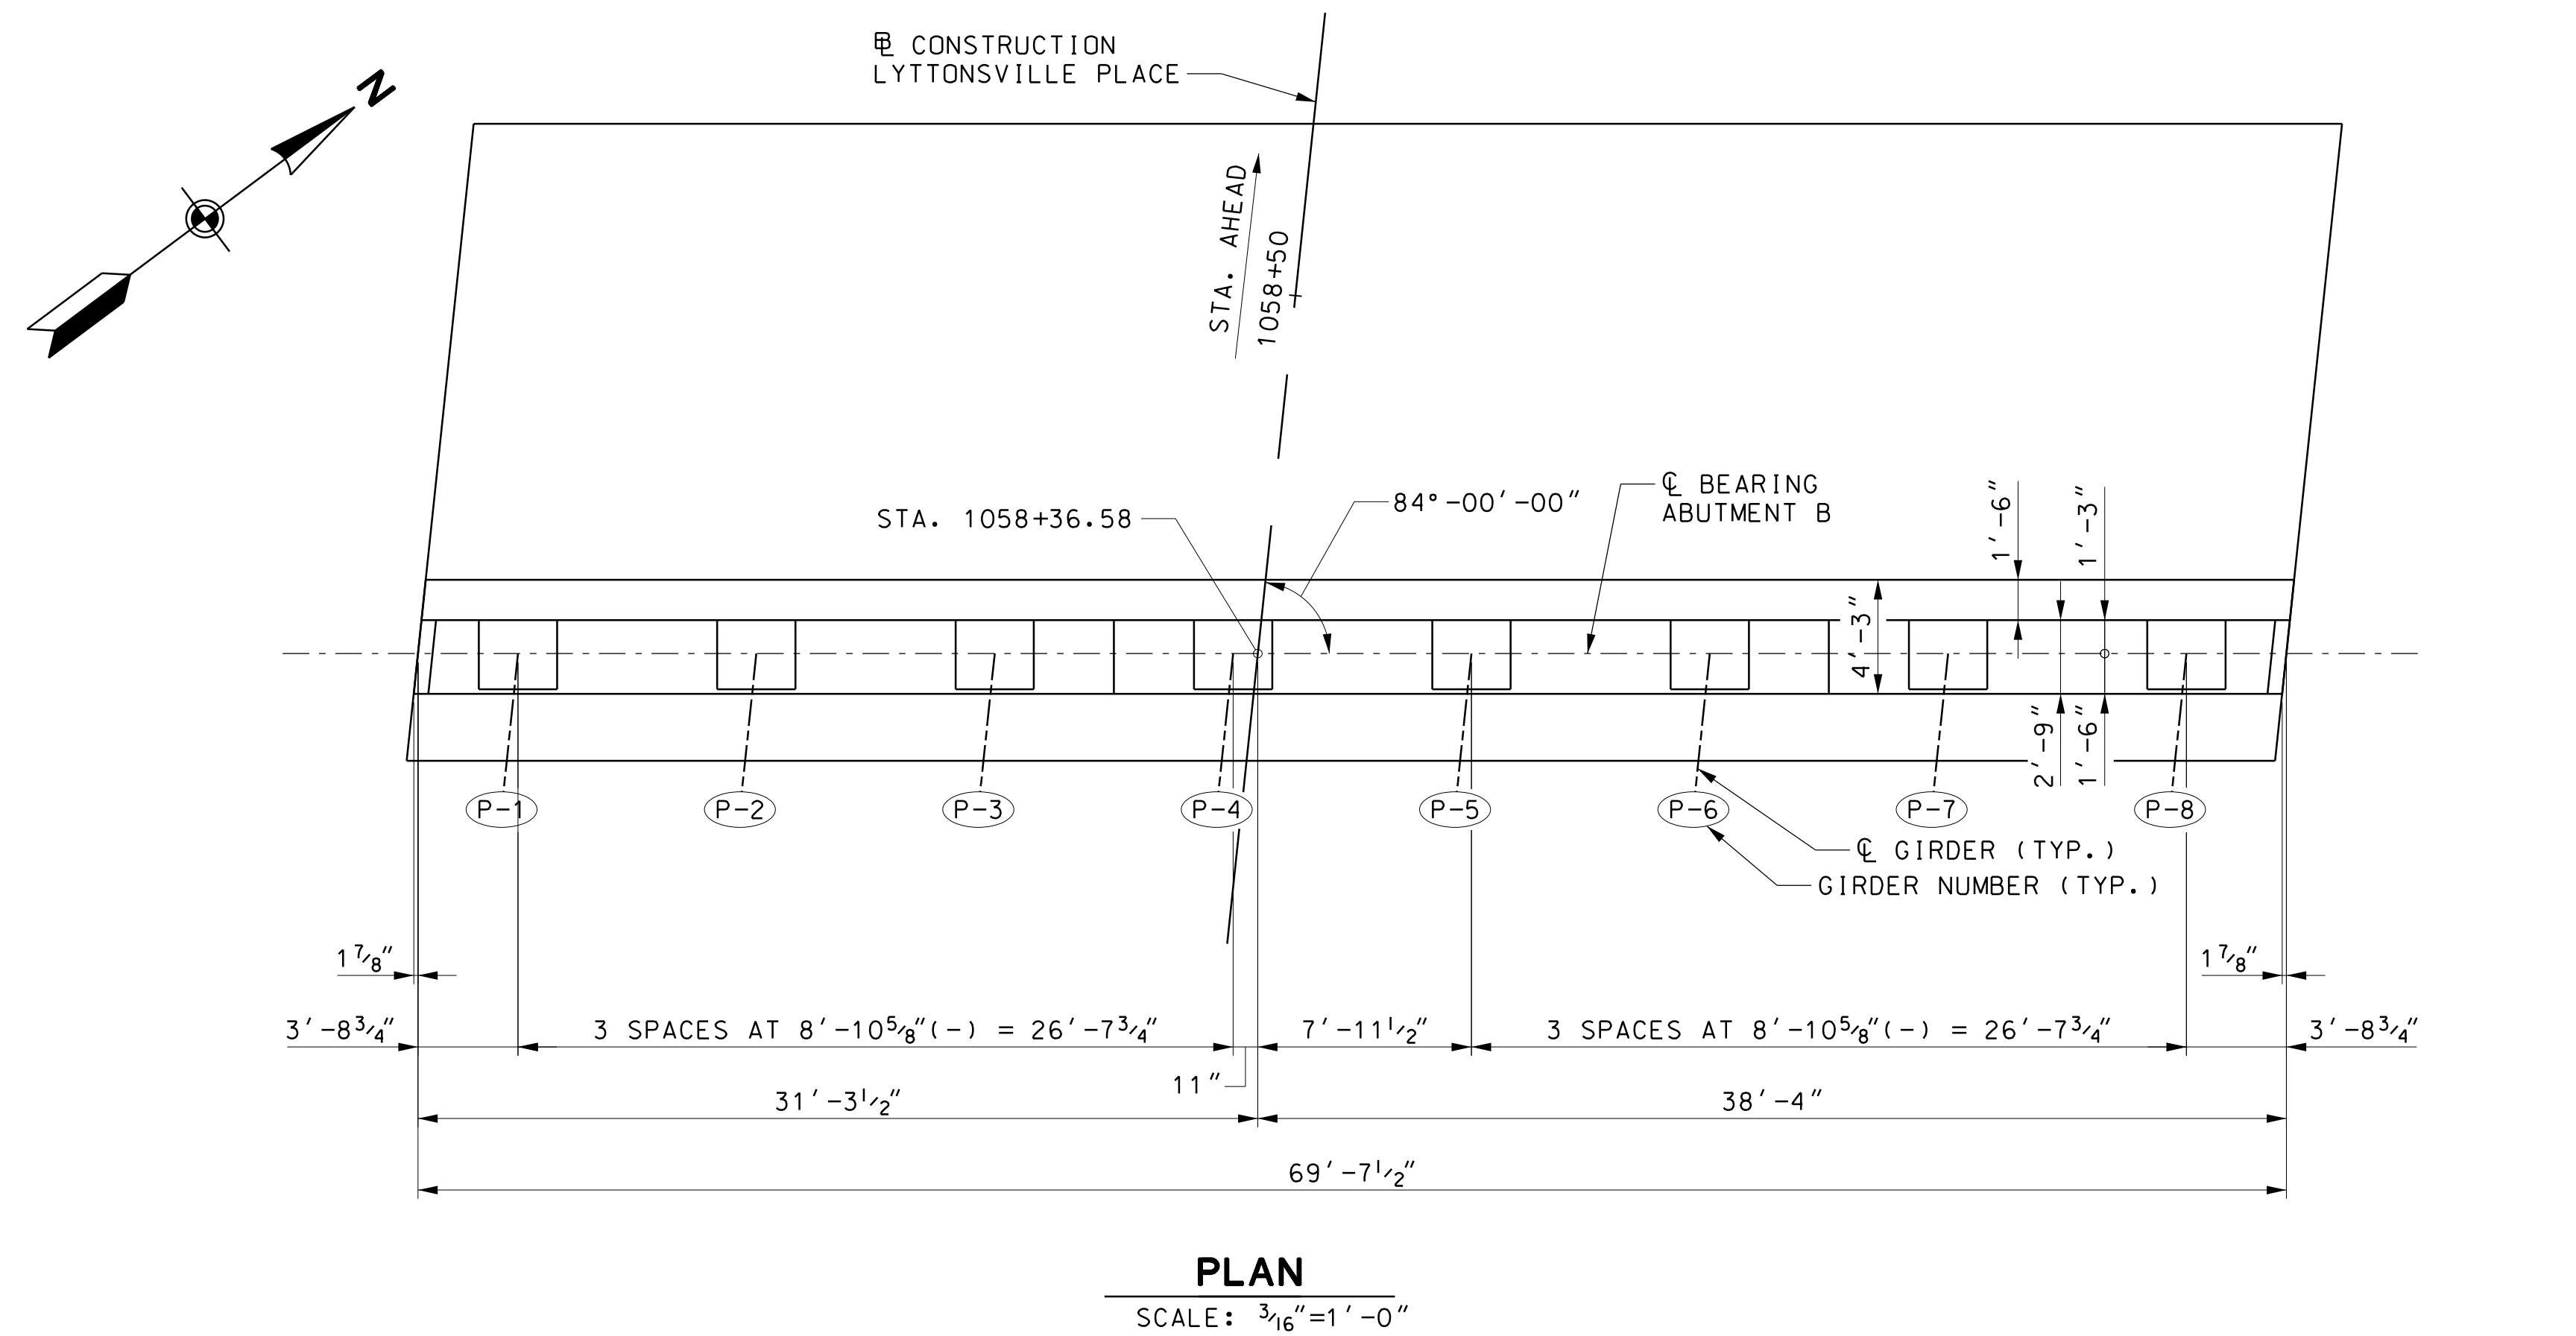 ℄ CONSTRUCTION
LYTTONSVILLE PLACE
N
STA. AHEAD
1058+50
STA. 1058+36.58
84°-00'-00"
℄ BEARING
ABUTMENT B
1'-6"
1'-3"
4'-3"
2'-9"
1'-6"
P-1
P-2
P-3
P-4
P-5
P-6
P-7
P-8
℄ GIRDER (TYP.)
GIRDER NUMBER (TYP.)
1 7/8"
1 7/8"
3'-8 3/4"
3 SPACES AT 8'-10 5/8"(-) = 26'-7 3/4"
7'-11 1/2"
3 SPACES AT 8'-10 5/8"(-) = 26'-7 3/4"
3'-8 3/4"
11"
31'-3 1/2"
38'-4"
69'-7 1/2"
PLAN
SCALE: 3/16"=1'-0"